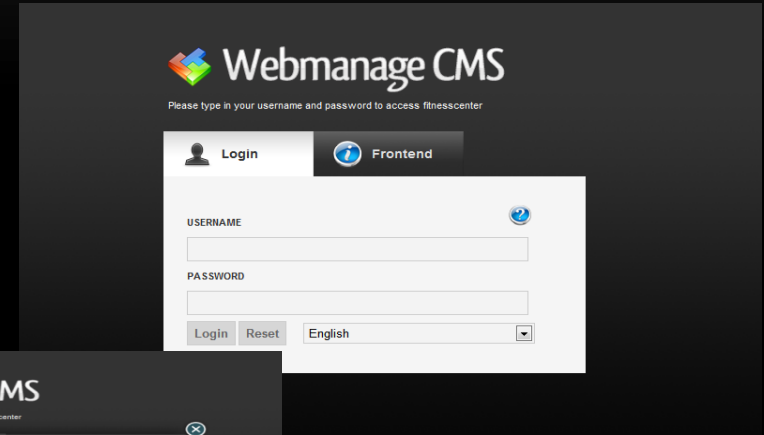 Webmanage CMS
Please type in your username and password to access fitnesscenter
Login
Frontend
USERNAME
PASSWORD
Login Reset English
MS
center